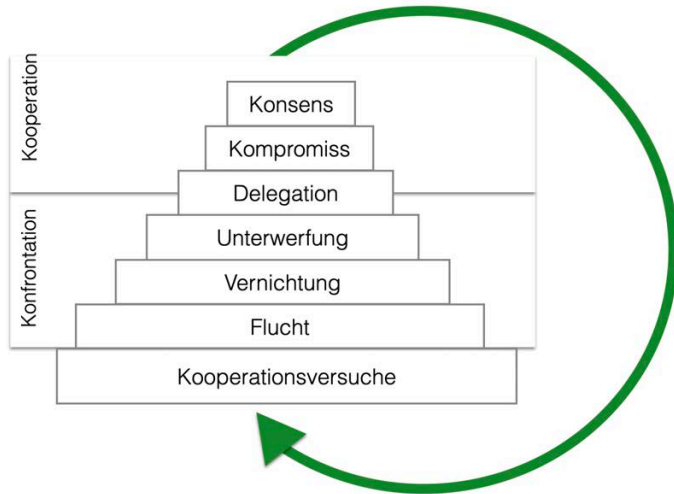 Kooperation
Konsens
Kompromiss
Delegation
Konfrontation
Unterwerfung
Vernichtung
Flucht
Kooperationsversuche